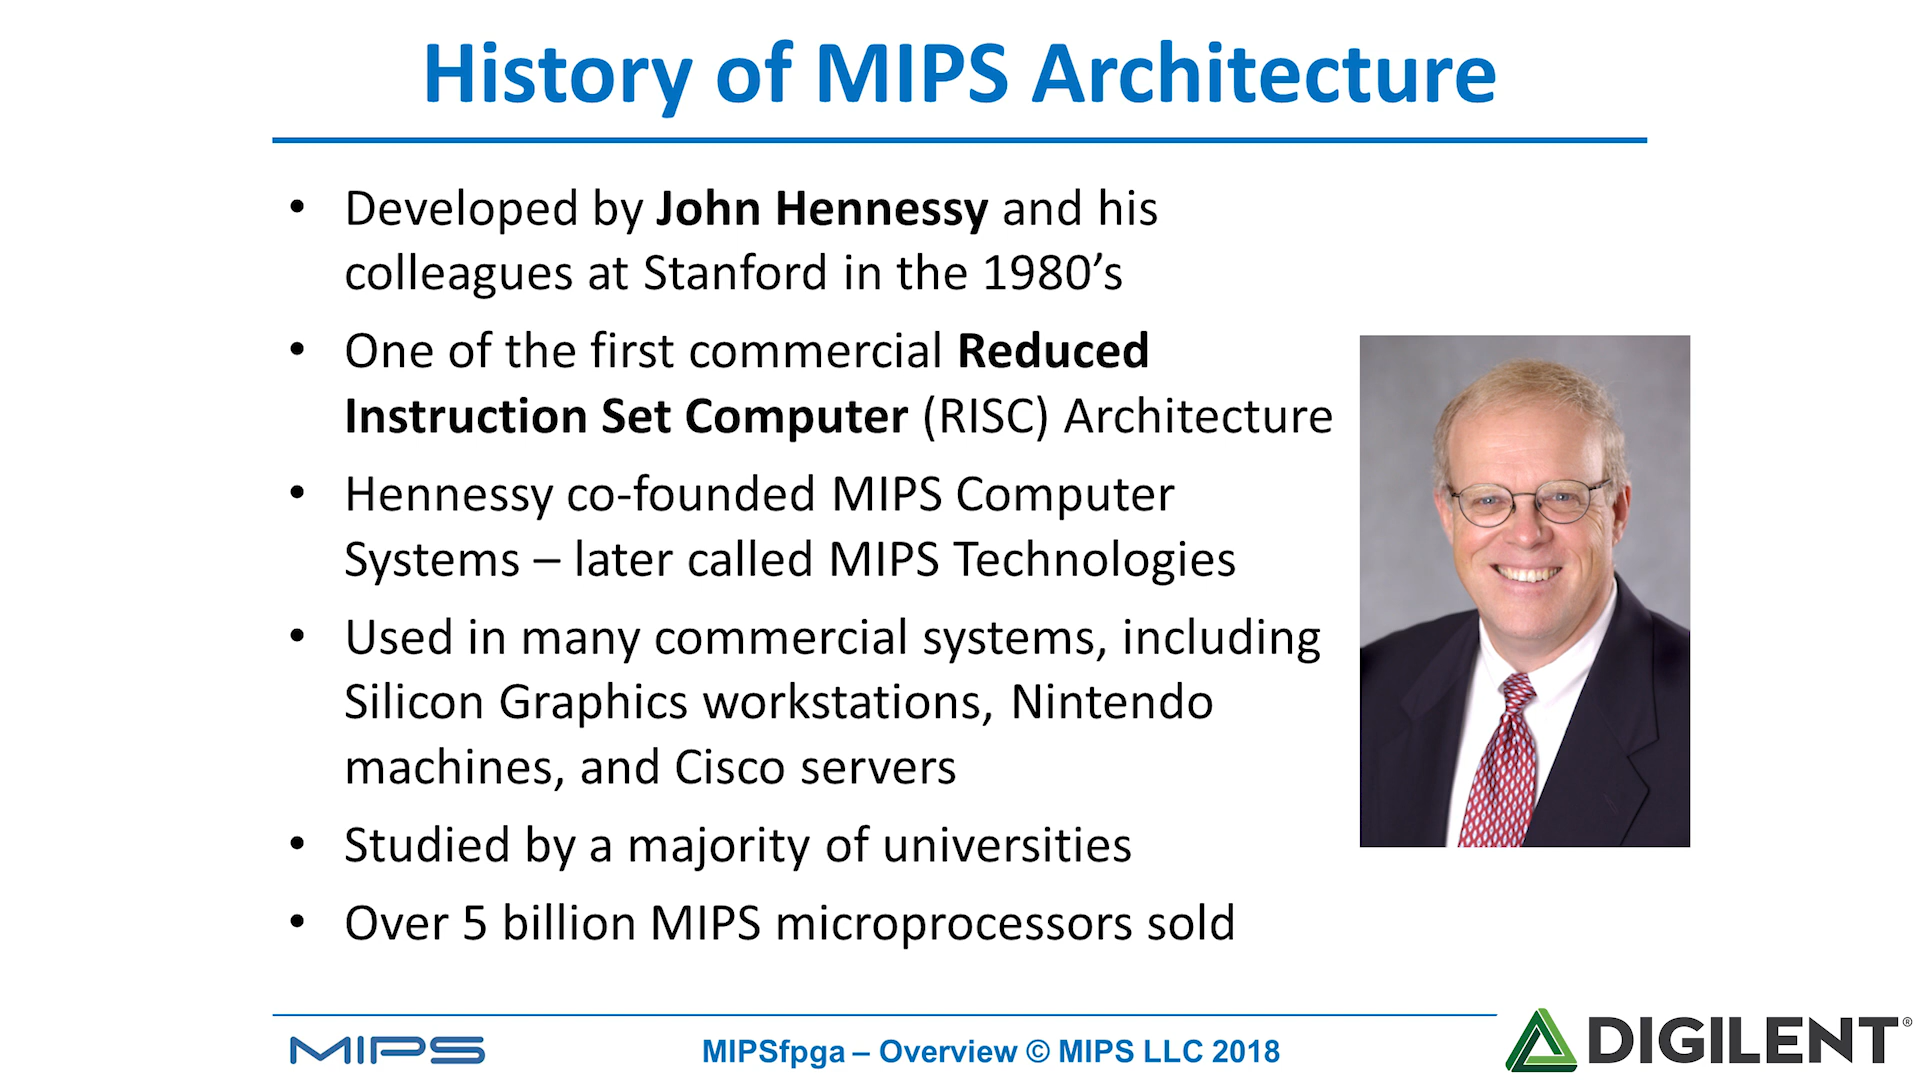 History of MIPS Architecture
• Developed by John Hennessy and his
colleagues at Stanford in the 1980’s
• One of the first commercial Reduced
Instruction Set Computer (RISC) Architecture
• Hennessy co-founded MIPS Computer
Systems – later called MIPS Technologies
• Used in many commercial systems, including
Silicon Graphics workstations, Nintendo
machines, and Cisco servers
• Studied by a majority of universities
• Over 5 billion MIPS microprocessors sold
MIPS
MIPSfpga – Overview © MIPS LLC 2018
DIGILENT®